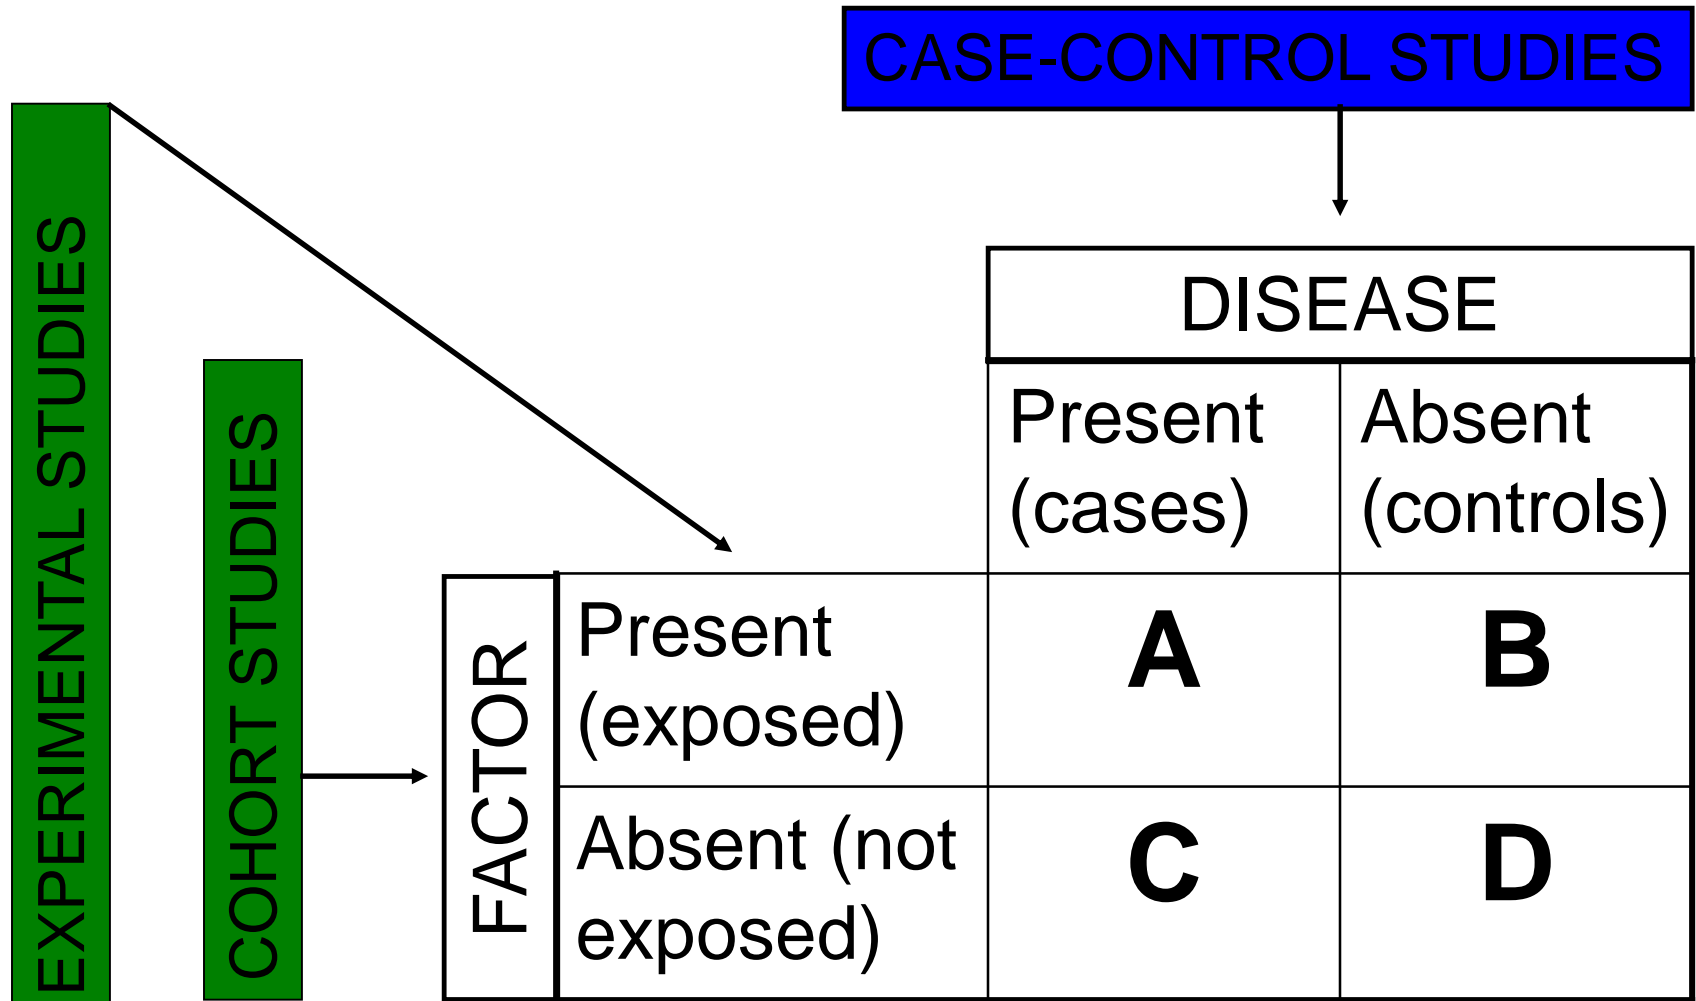 CASE-CONTROL STUDIES
EXPERIMENTAL STUDIES
COHORT STUDIES
DISEASE
Present
(cases)
Absent
(controls)
FACTOR
Present
(exposed)
A
B
Absent (not
exposed)
C
D